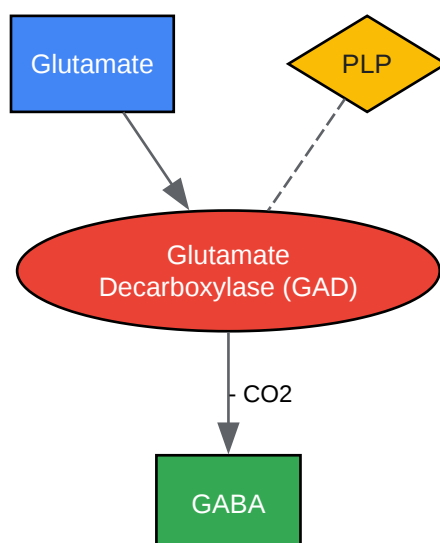 Glutamate
PLP
Glutamate
Decarboxylase (GAD)
- CO2
GABA